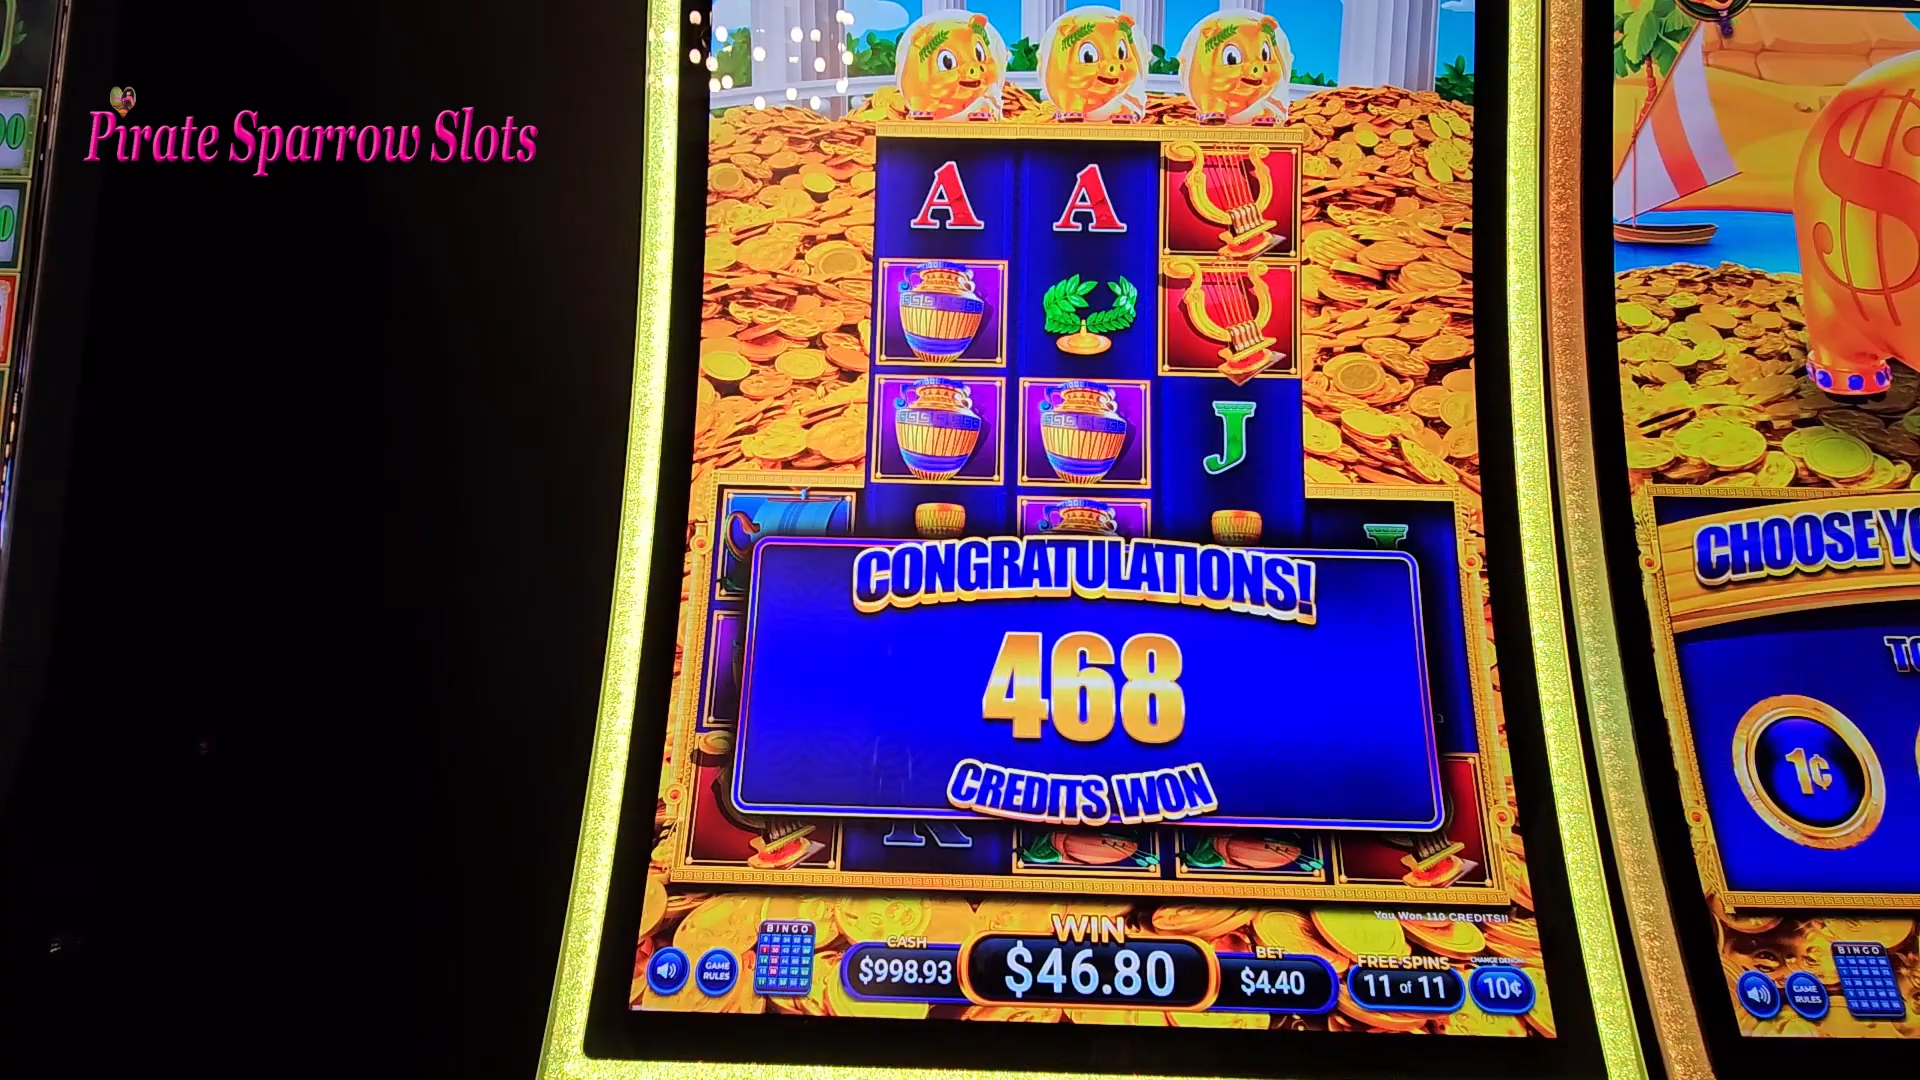 Pirate Sparrow Slots
A
A
J
CONGRATULATIONS!
468
CREDITS WON
K
You Won 110 CREDITS!!
BINGO
GAME RULES
CASH
$998.93
WIN
$46.80
BET
$4.40
FREE SPINS
11 of 11
CHANGE DENOM
10¢
$
CHOOSE YO
TO
1¢
GAME RULES
BINGO